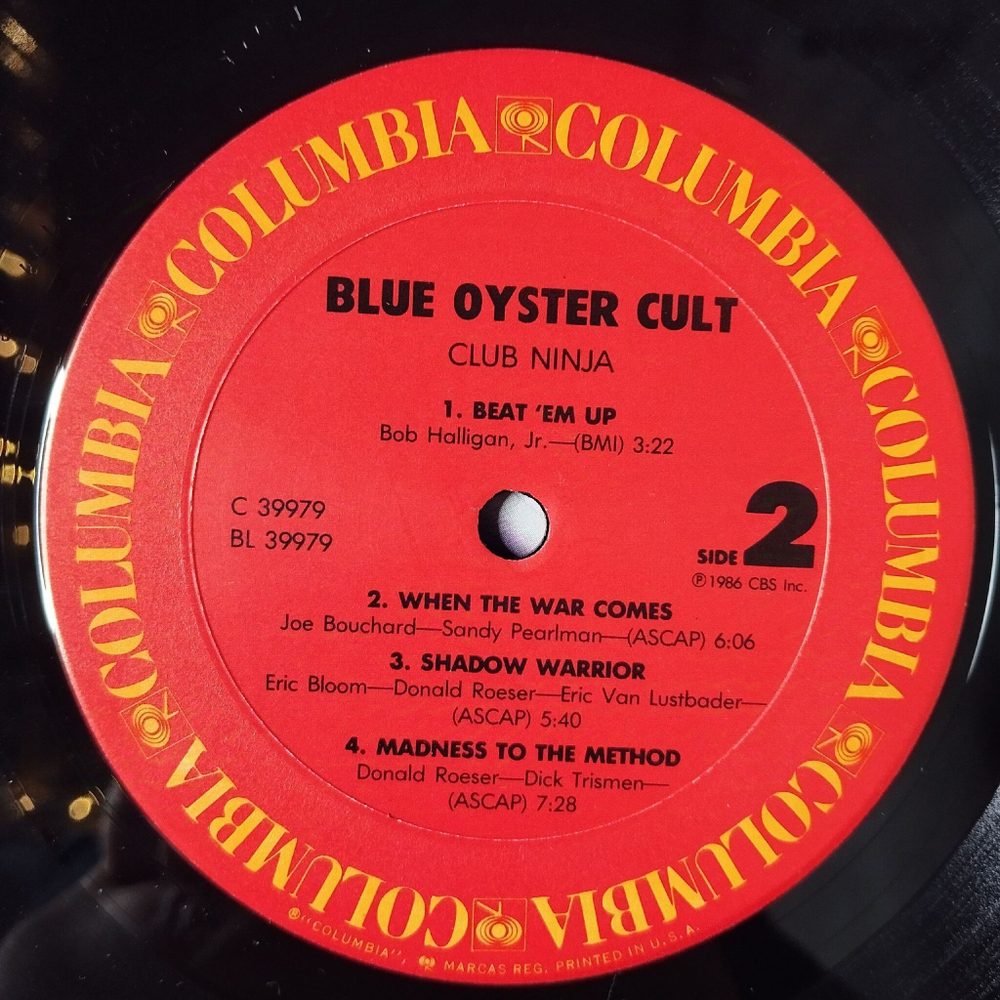 COLUMBIA COLUMBIA COLUMBIA COLUMBIA COLUMBIA COLUMBIA COLUMBIA
BLUE OYSTER CULT
CLUB NINJA
1. BEAT ‘EM UP
Bob Halligan, Jr.—(BMI) 3:22
C 39979
BL 39979
SIDE 2
℗ 1986 CBS Inc.
2. WHEN THE WAR COMES
Joe Bouchard—Sandy Pearlman—(ASCAP) 6:06
3. SHADOW WARRIOR
Eric Bloom—Donald Roeser—Eric Van Lustbader—
(ASCAP) 5:40
4. MADNESS TO THE METHOD
Donald Roeser—Dick Trismen—
(ASCAP) 7:28
® "COLUMBIA", MARCAS REG. PRINTED IN U.S.A.